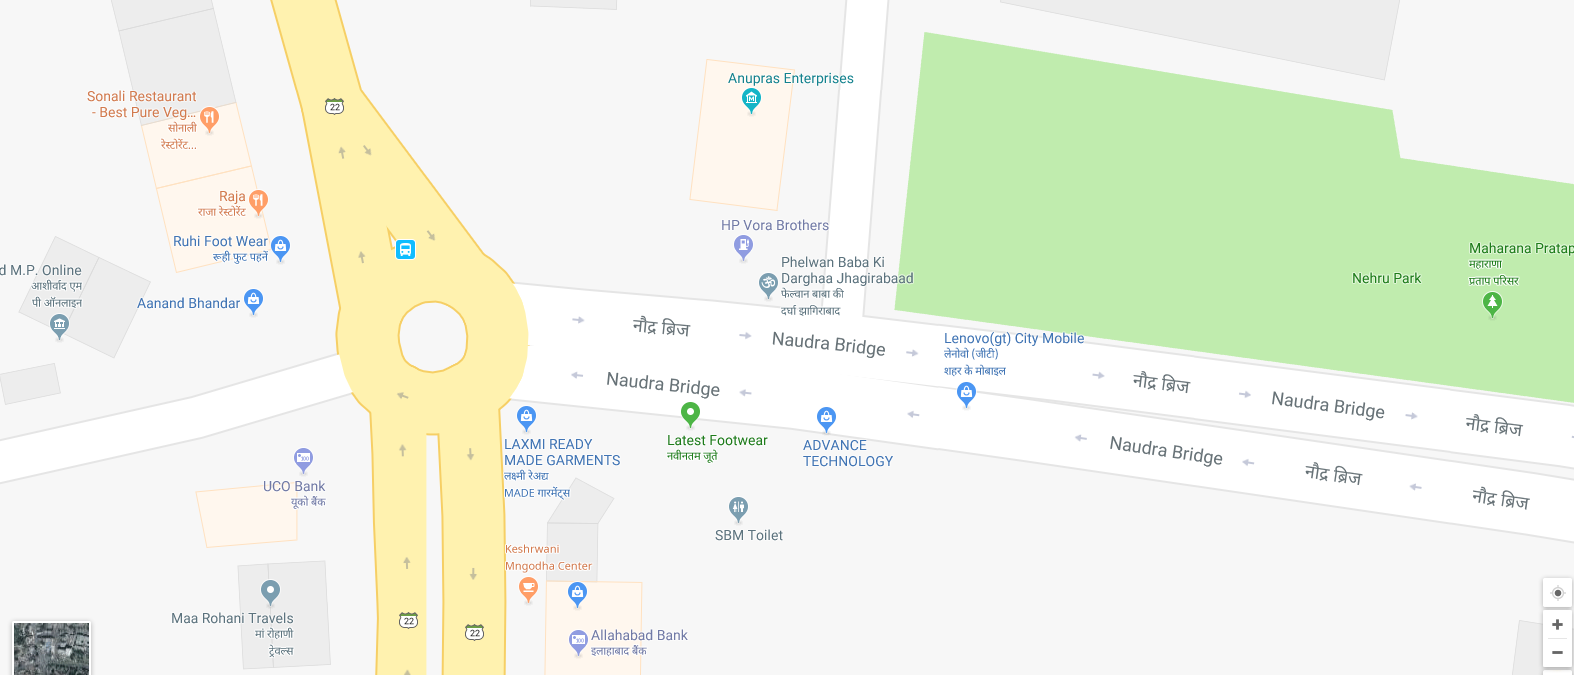 22
Sonali Restaurant
- Best Pure Veg...
सोनाली
रेस्टोरेंट...
Anupras Enterprises
Raja
राजा रेस्टोरेंट
Ruhi Foot Wear
रूही फुट पहनें
HP Vora Brothers
Phelwan Baba Ki
Darghaa Jhagirabaad
फेल्वान बाबा की
दर्घा झागिराबाद
Maharana Pratap
महाराणा
प्रताप परिसर
Nehru Park
d M.P. Online
आशीर्वाद एम
पी ऑनलाइन
Aanand Bhandar
नौद्र ब्रिज
Naudra Bridge
Lenovo(gt) City Mobile
लेनोवो (जीटी)
शहर के मोबाइल
नौद्र ब्रिज
Naudra Bridge
नौद्र ब्रिज
Naudra Bridge
Naudra Bridge
नौद्र ब्रिज
नौद्र ब्रिज
LAXMI READY
MADE GARMENTS
लक्ष्मी रेअद्य
MADE गारमेंट्स
Latest Footwear
नवीनतम जूते
ADVANCE
TECHNOLOGY
UCO Bank
यूको बैंक
SBM Toilet
Keshrwani
Mngodha Center
Maa Rohani Travels
मां रोहाणी
ट्रेवल्स
22
22
Allahabad Bank
इलाहाबाद बैंक